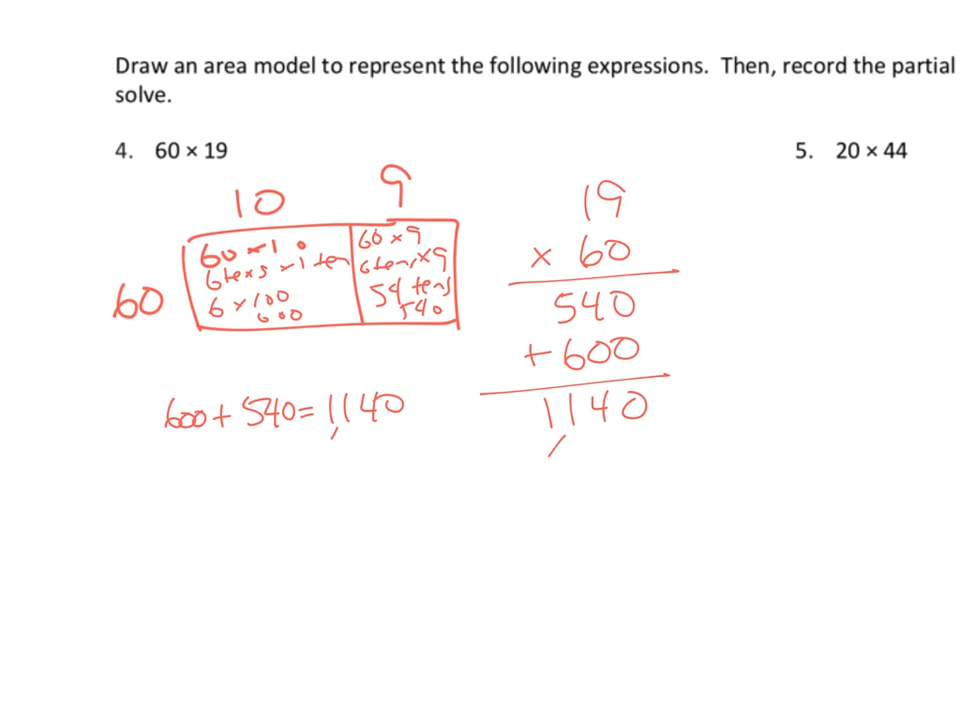 Draw an area model to represent the following expressions. Then, record the partial
solve.
4. 60 × 19
5. 20 × 44
10 9
60
60 × 10
6 tens × 1 ten
6 × 100
600
60 × 9
6 tens × 9
54 tens
540
600 + 540 = 1,140
19
× 60
540
+ 600
1,140